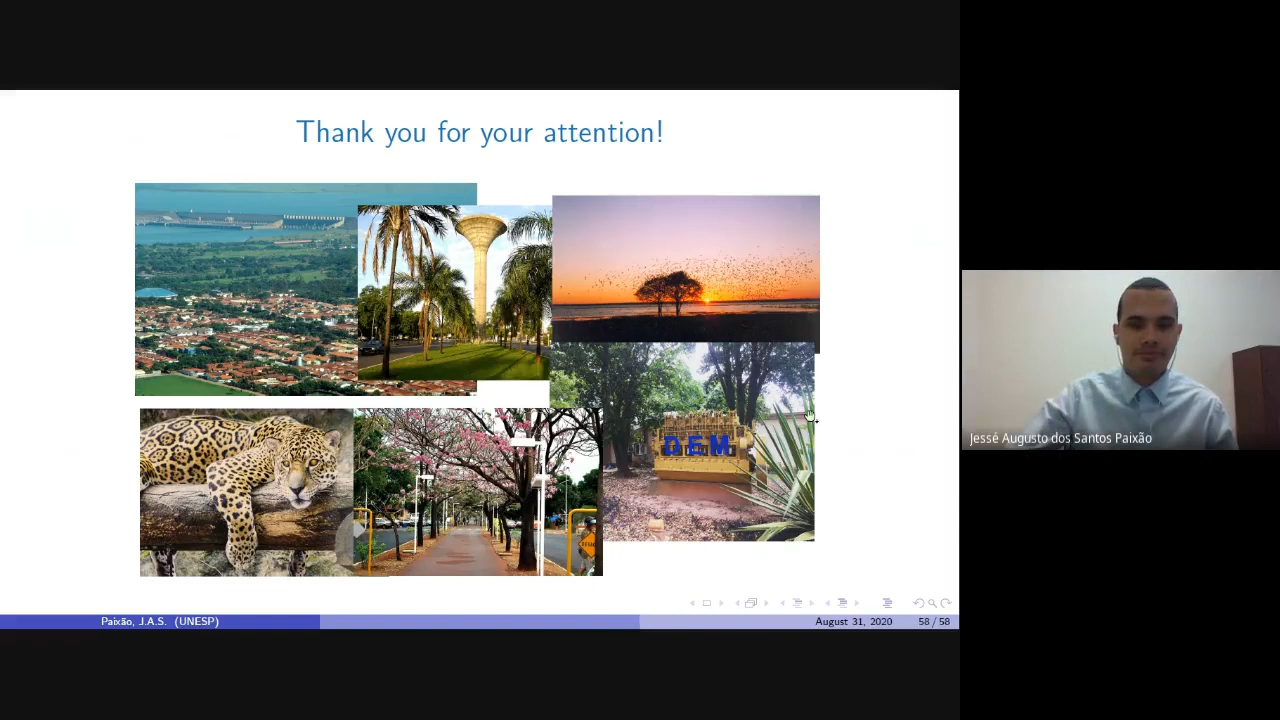 Thank you for your attention!
DEM
Jessé Augusto dos Santos Paixão
Paixão, J.A.S. (UNESP)
August 31, 2020
58 / 58